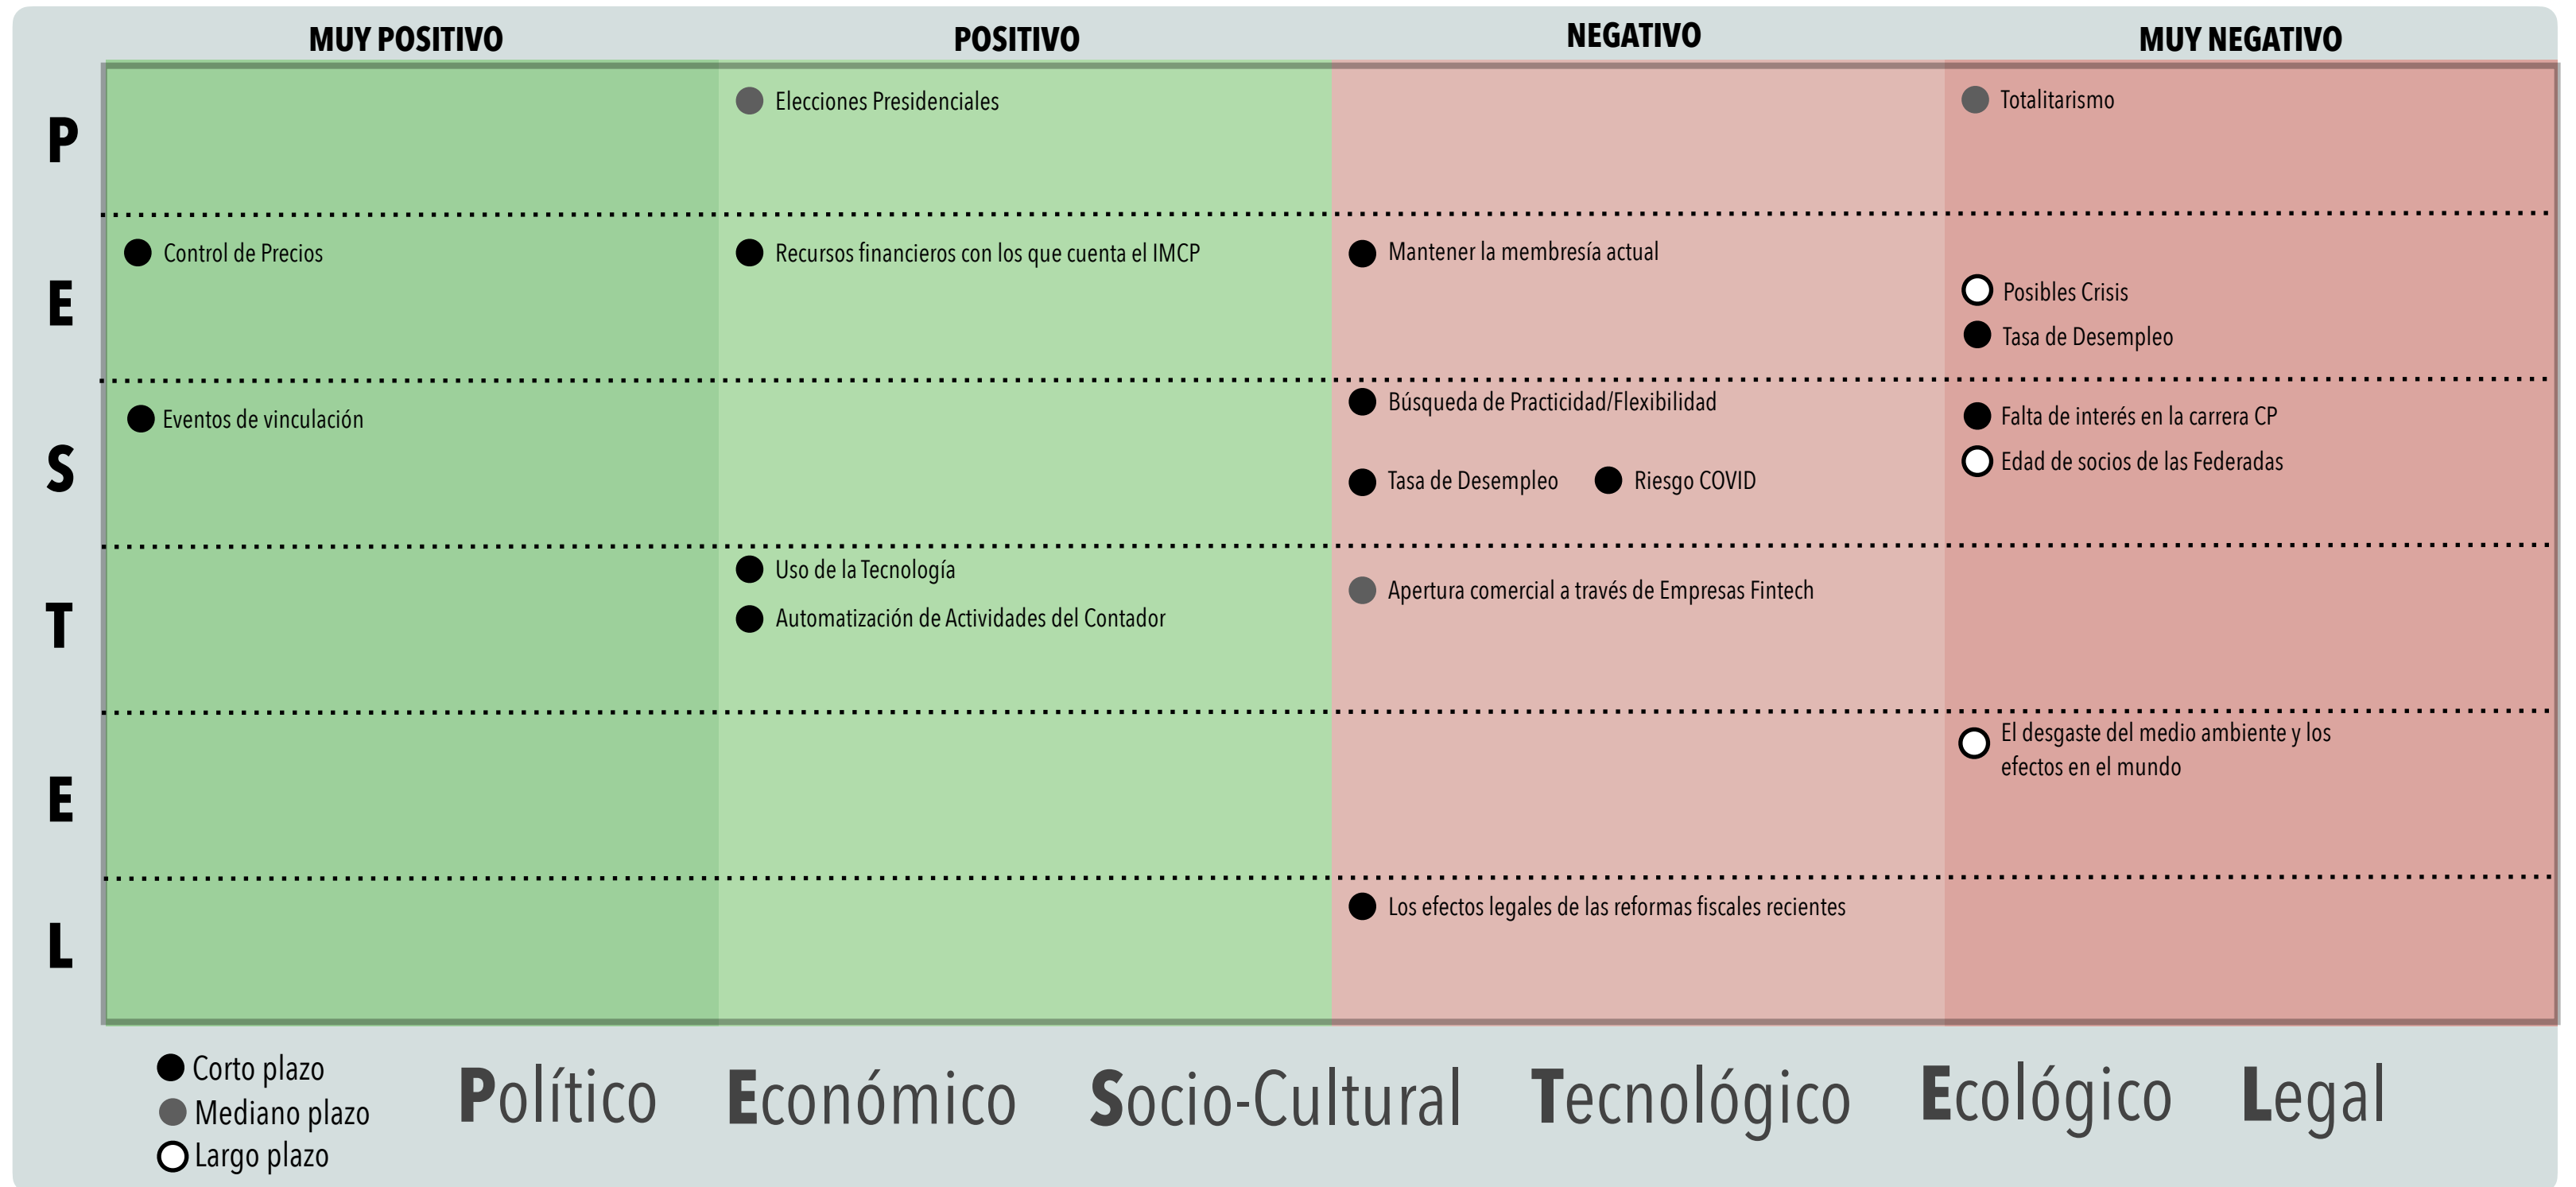 MUY POSITIVO
POSITIVO
NEGATIVO
MUY NEGATIVO
P
Elecciones Presidenciales
Totalitarismo
E
Control de Precios
Recursos financieros con los que cuenta el IMCP
Mantener la membresía actual
Posibles Crisis
Tasa de Desempleo
S
Eventos de vinculación
Búsqueda de Practicidad/Flexibilidad
Tasa de Desempleo
Riesgo COVID
Falta de interés en la carrera CP
Edad de socios de las Federadas
T
Uso de la Tecnología
Automatización de Actividades del Contador
Apertura comercial a través de Empresas Fintech
E
El desgaste del medio ambiente y los
efectos en el mundo
L
Los efectos legales de las reformas fiscales recientes
Corto plazo
Mediano plazo
Largo plazo
Político
Económico
Socio-Cultural
Tecnológico
Ecológico
Legal